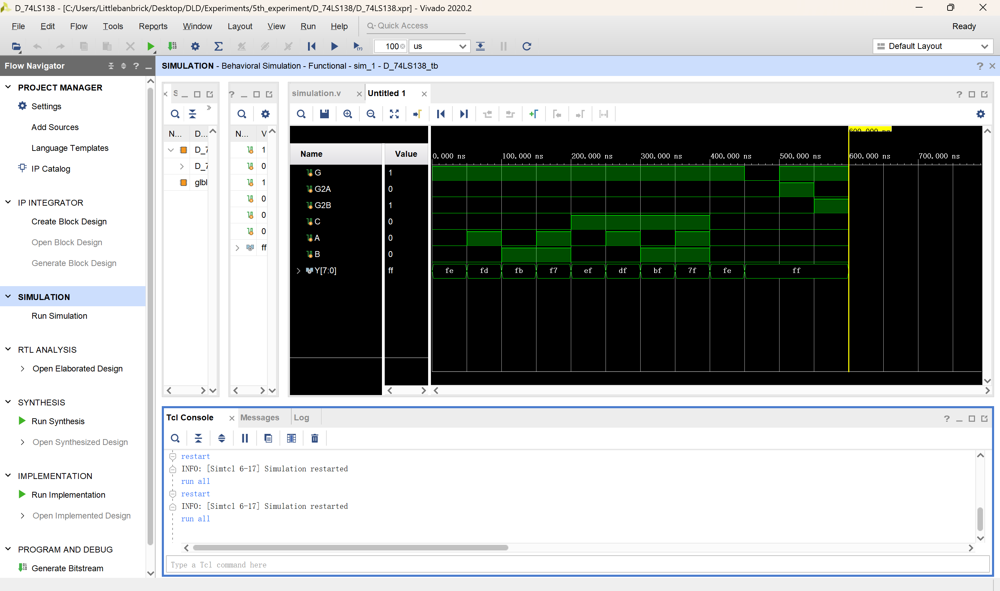 D_74LS138 - [C:/Users/Littlebanbrick/Desktop/DLD/Experiments/5th_experiment/D_74LS138/D_74LS138.xpr] - Vivado 2020.2
File Edit Flow Tools Reports Window Layout View Run Help Quick Access Ready
100 us Default Layout
Flow Navigator
SIMULATION - Behavioral Simulation - Functional - sim_1 - D_74LS138_tb
PROJECT MANAGER
Settings
Add Sources
Language Templates
IP Catalog
IP INTEGRATOR
Create Block Design
Open Block Design
Generate Block Design
SIMULATION
Run Simulation
RTL ANALYSIS
Open Elaborated Design
SYNTHESIS
Run Synthesis
Open Synthesized Design
IMPLEMENTATION
Run Implementation
Open Implemented Design
PROGRAM AND DEBUG
Generate Bitstream
S
N... D...
D_7
D_7
glbl
N... V
1
0
1
0
0
0
ff
simulation.v Untitled 1
600.000 ns
Name Value 0.000 ns 100.000 ns 200.000 ns 300.000 ns 400.000 ns 500.000 ns 600.000 ns 700.000 ns
G 1
G2A 0
G2B 1
C 0
A 0
B 0
Y[7:0] ff fe fd fb f7 ef df bf 7f fe ff
Tcl Console Messages Log
restart
INFO: [Simtcl 6-17] Simulation restarted
run all
restart
INFO: [Simtcl 6-17] Simulation restarted
run all
Type a Tcl command here